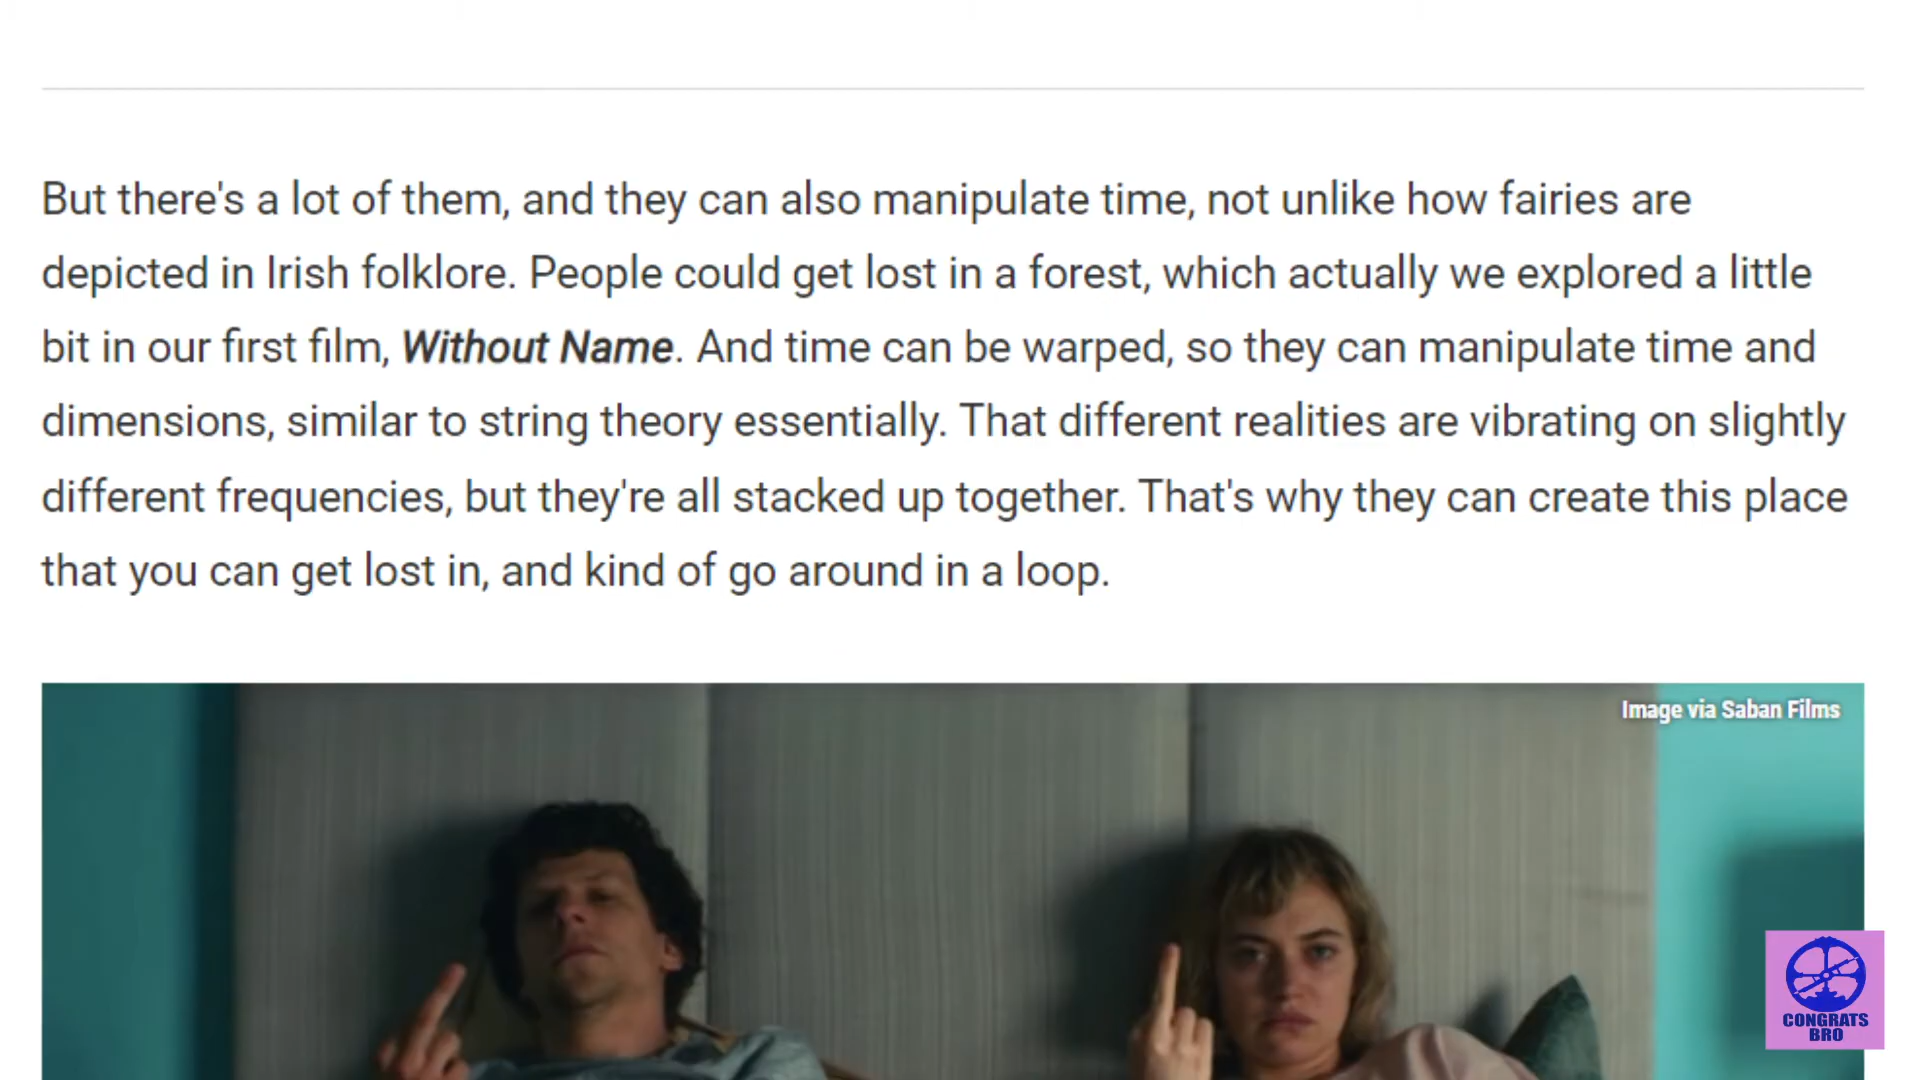 But there's a lot of them, and they can also manipulate time, not unlike how fairies are
depicted in Irish folklore. People could get lost in a forest, which actually we explored a little
bit in our first film, Without Name. And time can be warped, so they can manipulate time and
dimensions, similar to string theory essentially. That different realities are vibrating on slightly
different frequencies, but they're all stacked up together. That's why they can create this place
that you can get lost in, and kind of go around in a loop.
Image via Saban Films
CONGRATS
BRO